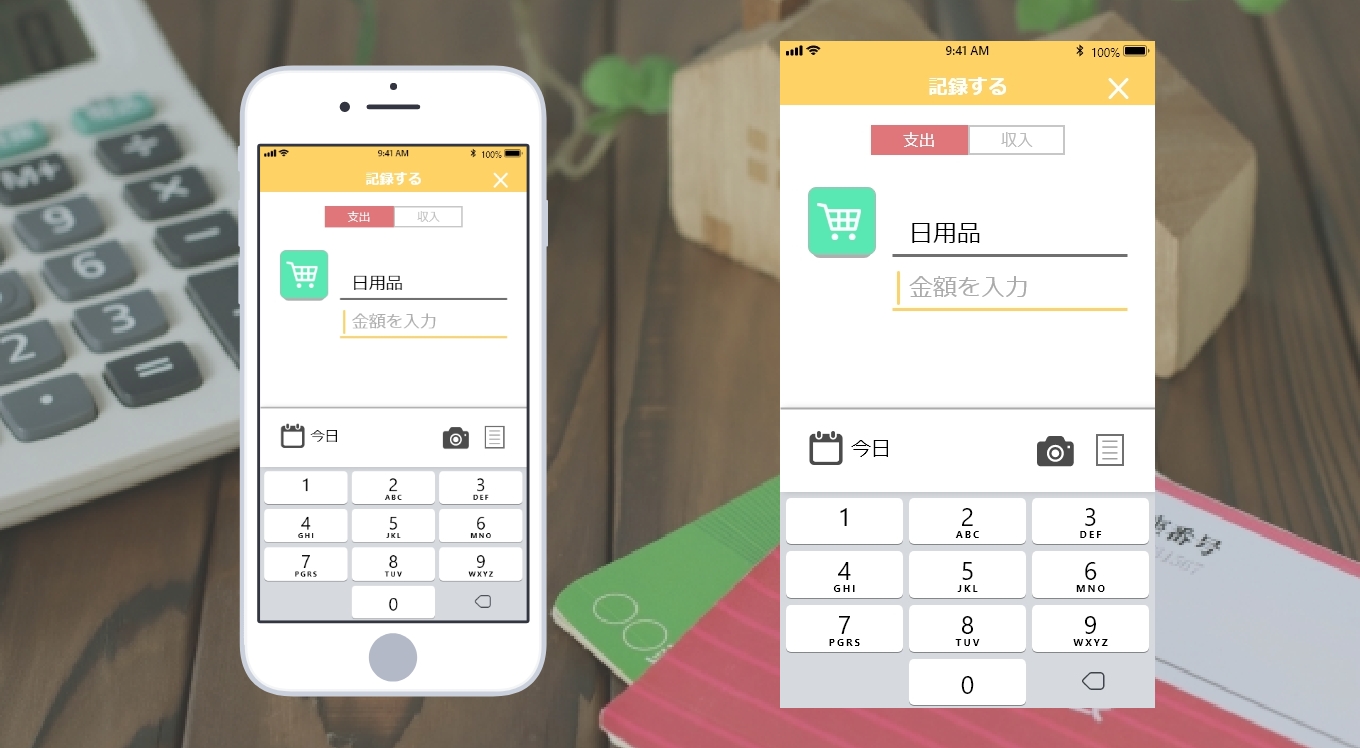 9:41 AM 100%
記録する
支出 収入
日用品
金額を入力
今日
1 2 3
ABC DEF
4 5 6
GHI JKL MNO
7 8 9
PGRS TUV WXYZ
0
9:41 AM 100%
記録する
支出 収入
日用品
金額を入力
今日
1 2 3
ABC DEF
4 5 6
GHI JKL MNO
7 8 9
PGRS TUV WXYZ
0
M+ + ×
9 −
6
2 3 =
番号